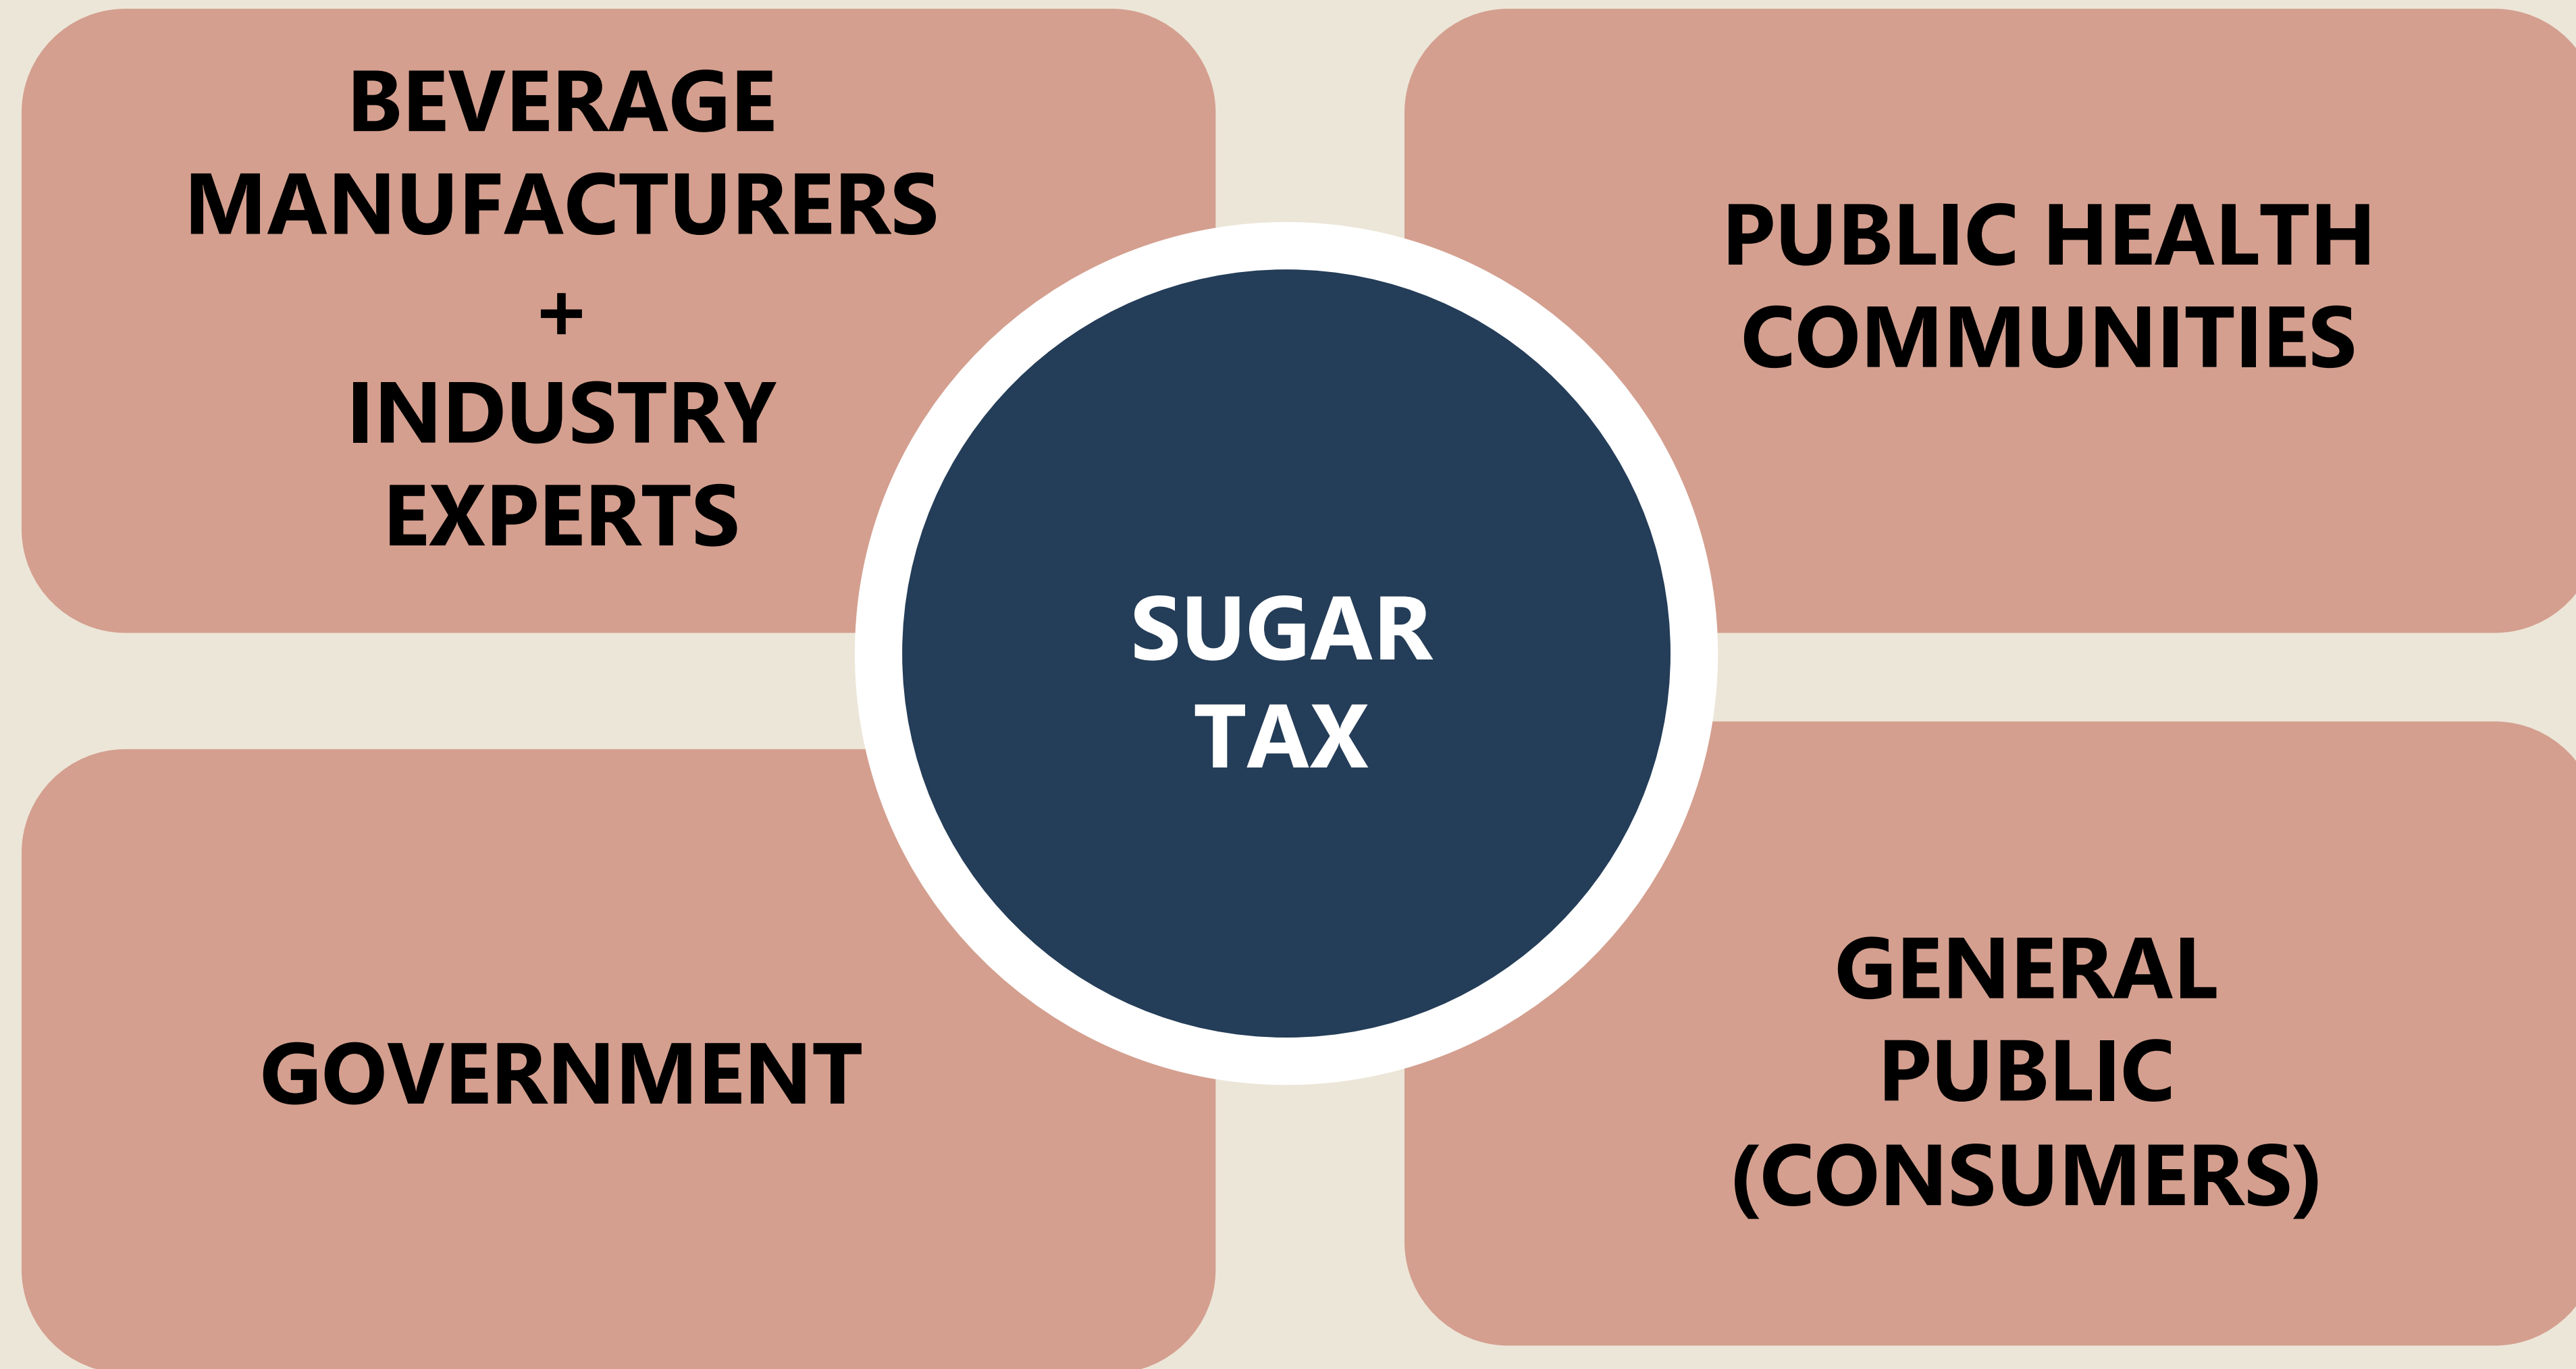 BEVERAGE
MANUFACTURERS
+
INDUSTRY
EXPERTS
PUBLIC HEALTH
COMMUNITIES
SUGAR
TAX
GOVERNMENT
GENERAL
PUBLIC
(CONSUMERS)